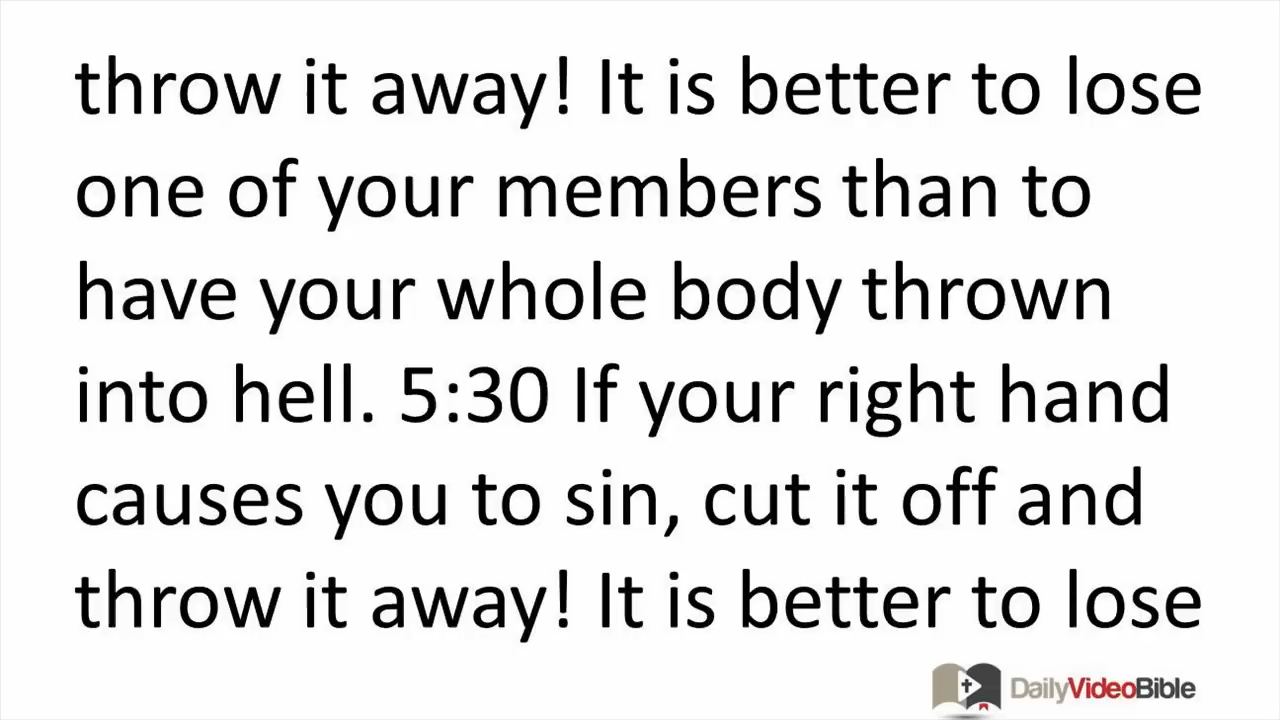 throw it away! It is better to lose
one of your members than to
have your whole body thrown
into hell. 5:30 If your right hand
causes you to sin, cut it off and
throw it away! It is better to lose
DailyVideoBible